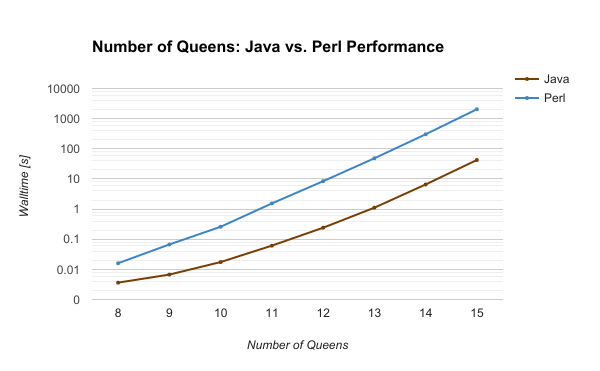 Number of Queens: Java vs. Perl Performance
Java
Perl
10000
1000
100
10
1
0.1
0.01
0
Walltime [s]
8 9 10 11 12 13 14 15
Number of Queens